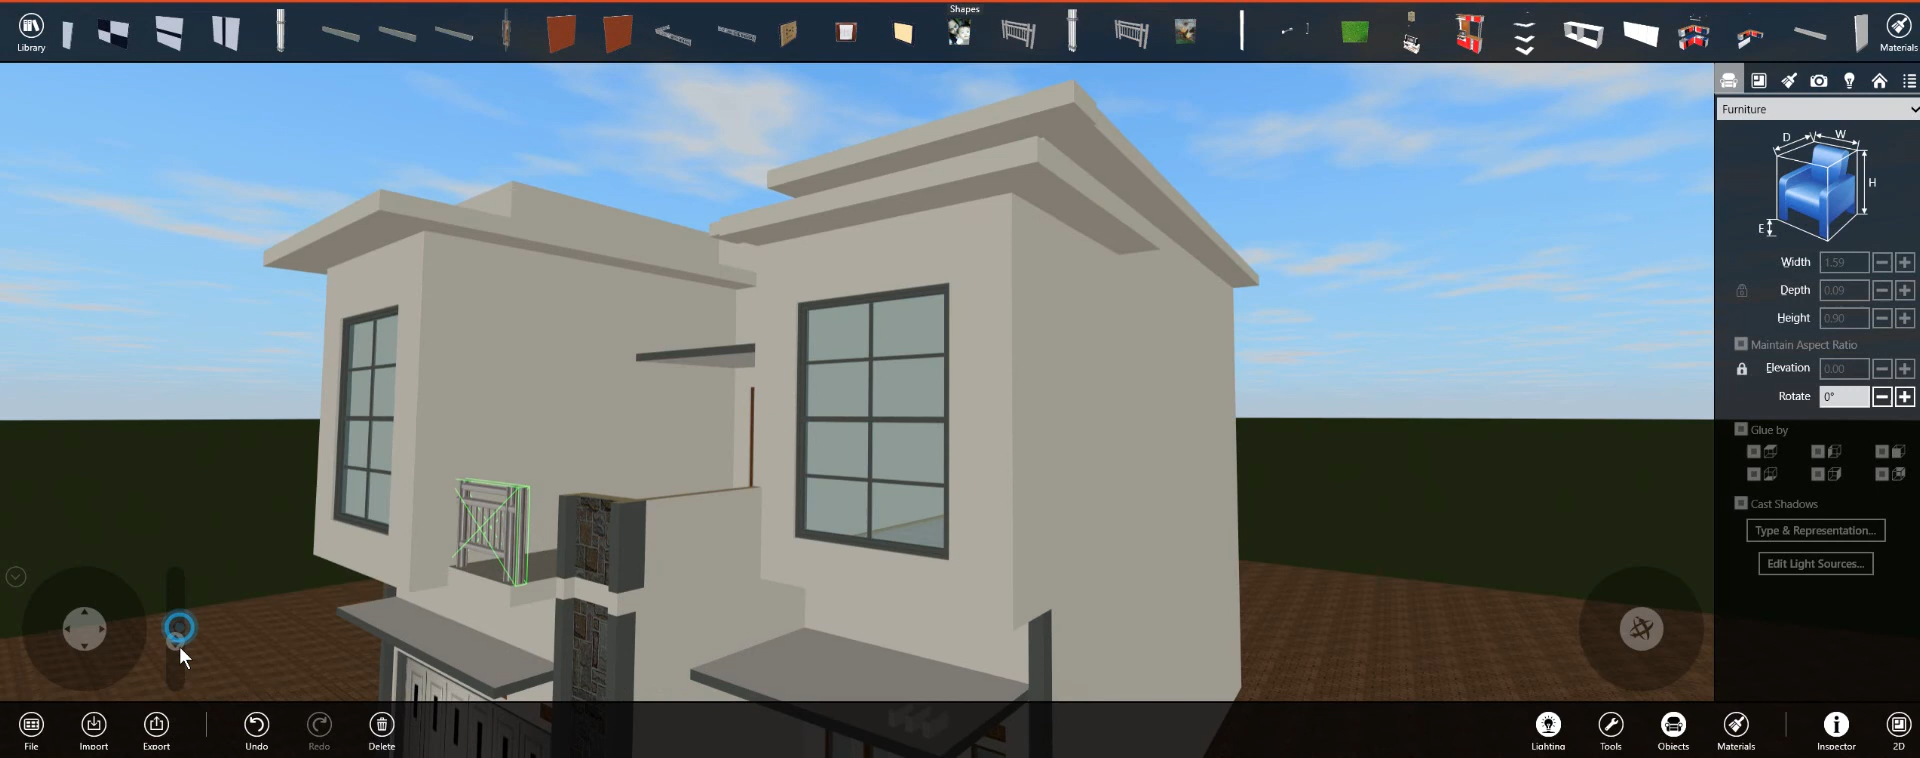 Shapes
Library
Materials
Furniture
D
W
H
E
Width 1.59
Depth 0.09
Height 0.90
Maintain Aspect Ratio
Elevation 0.00
Rotate 0°
Glue by
Cast Shadows
Type & Representation...
Edit Light Sources...
File
Import
Export
Undo
Redo
Delete
Lighting
Tools
Objects
Materials
Inspector
2D